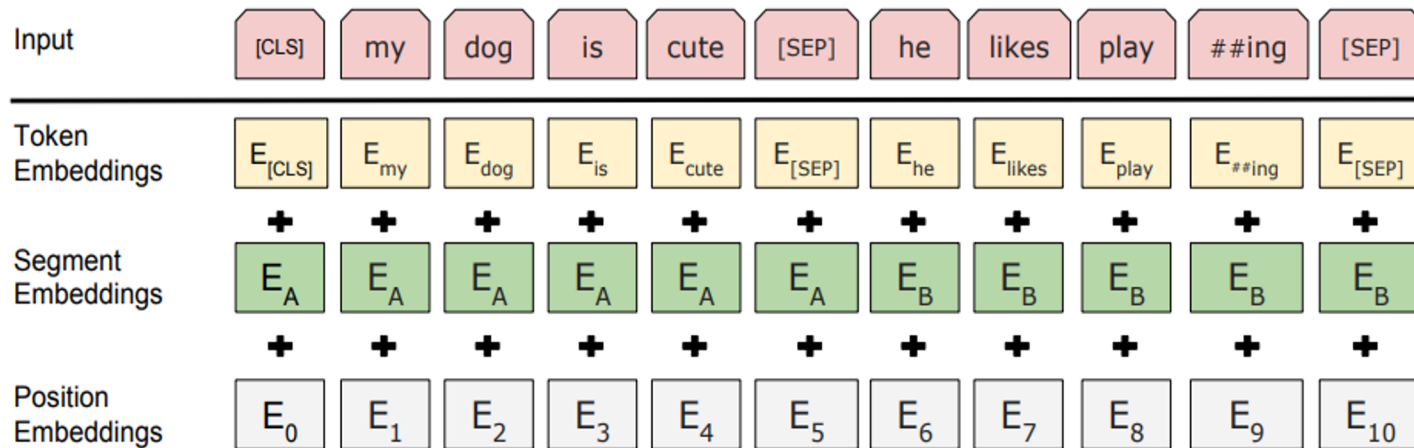 Input [CLS] my dog is cute [SEP] he likes play ##ing [SEP]
Token
Embeddings E[CLS] Emy Edog Eis Ecute E[SEP] Ehe Elikes Eplay E##ing E[SEP]
+ + + + + + + + + + +
Segment
Embeddings EA EA EA EA EA EA EB EB EB EB EB
+ + + + + + + + + + +
Position
Embeddings E0 E1 E2 E3 E4 E5 E6 E7 E8 E9 E10